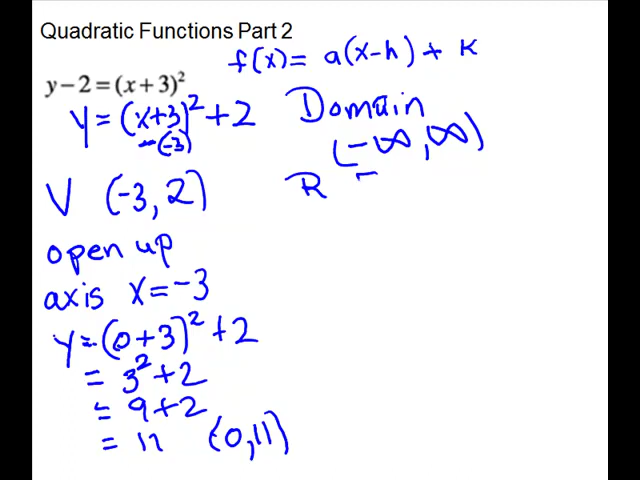 Quadratic Functions Part 2
f(x) = a(x-h) + k
y − 2 = (x + 3)²
y = (x+3)² + 2
-(-3)
V (-3, 2)
open up
axis x = -3
y = (0+3)² + 2
= 3² + 2
= 9 + 2
= 11 (0, 11)
Domain
(-∞, ∞)
R [